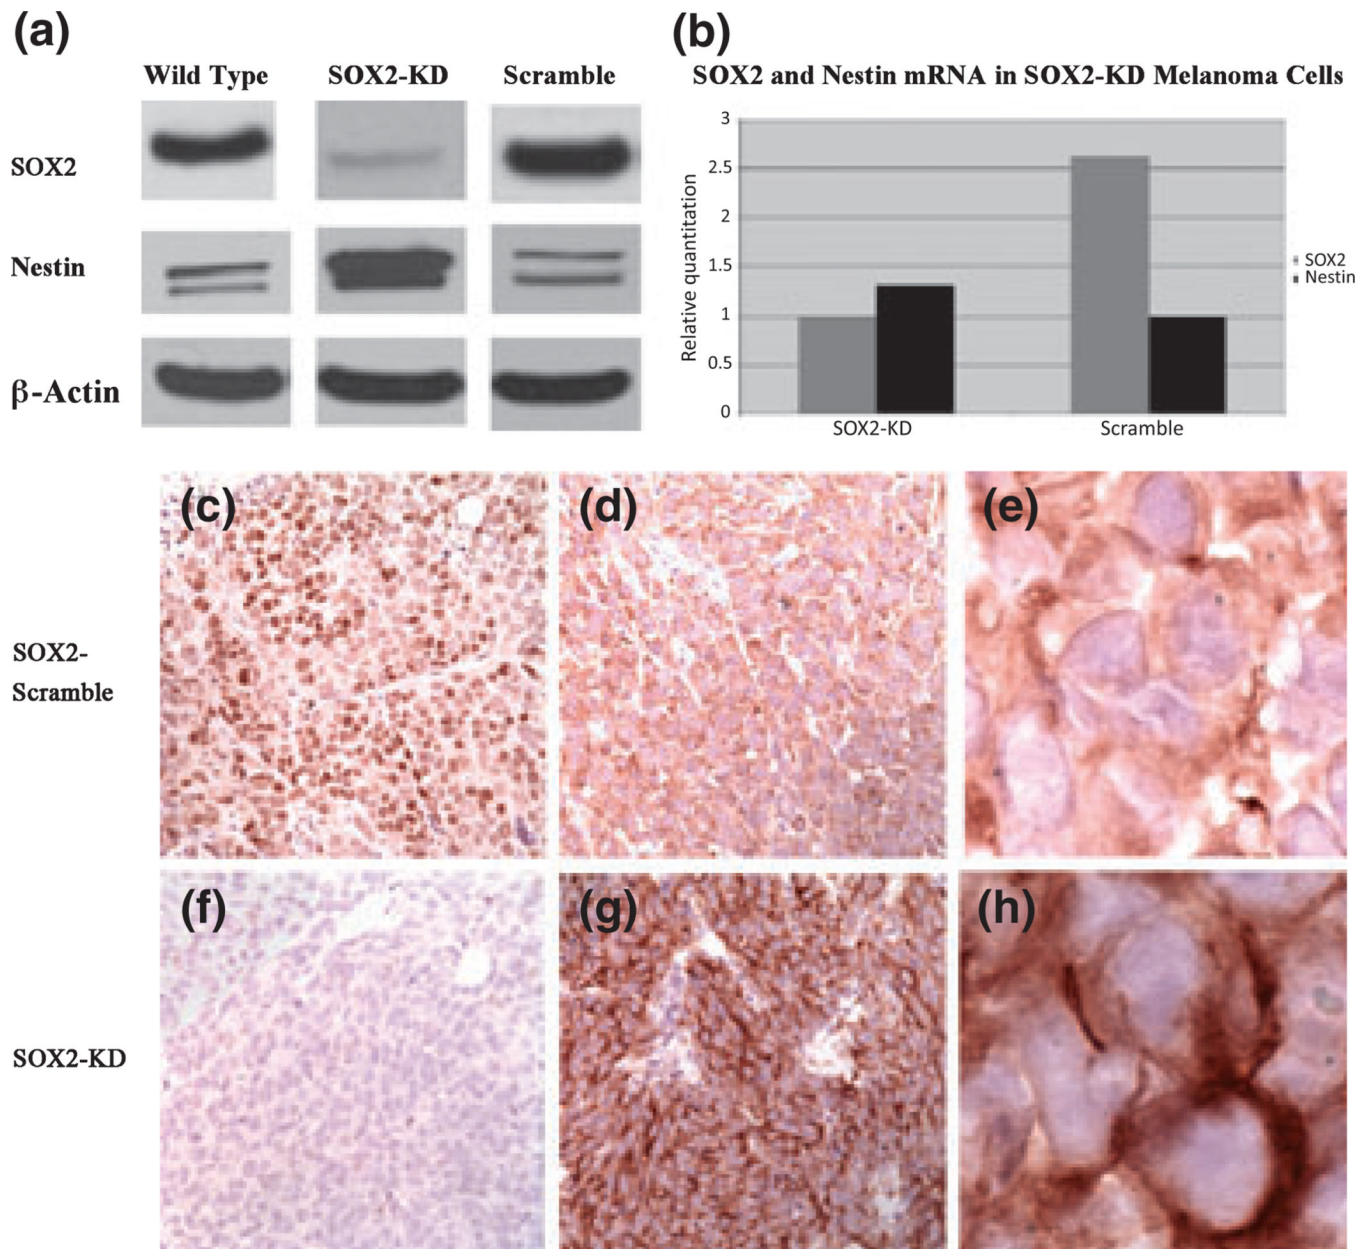 (a)
Wild Type SOX2-KD Scramble
SOX2
Nestin
β-Actin
(b)
SOX2 and Nestin mRNA in SOX2-KD Melanoma Cells
Relative quantitation
3
2.5
2
1.5
1
0.5
0
SOX2-KD Scramble
SOX2
Nestin
(c) (d) (e)
SOX2-
Scramble
(f) (g) (h)
SOX2-KD